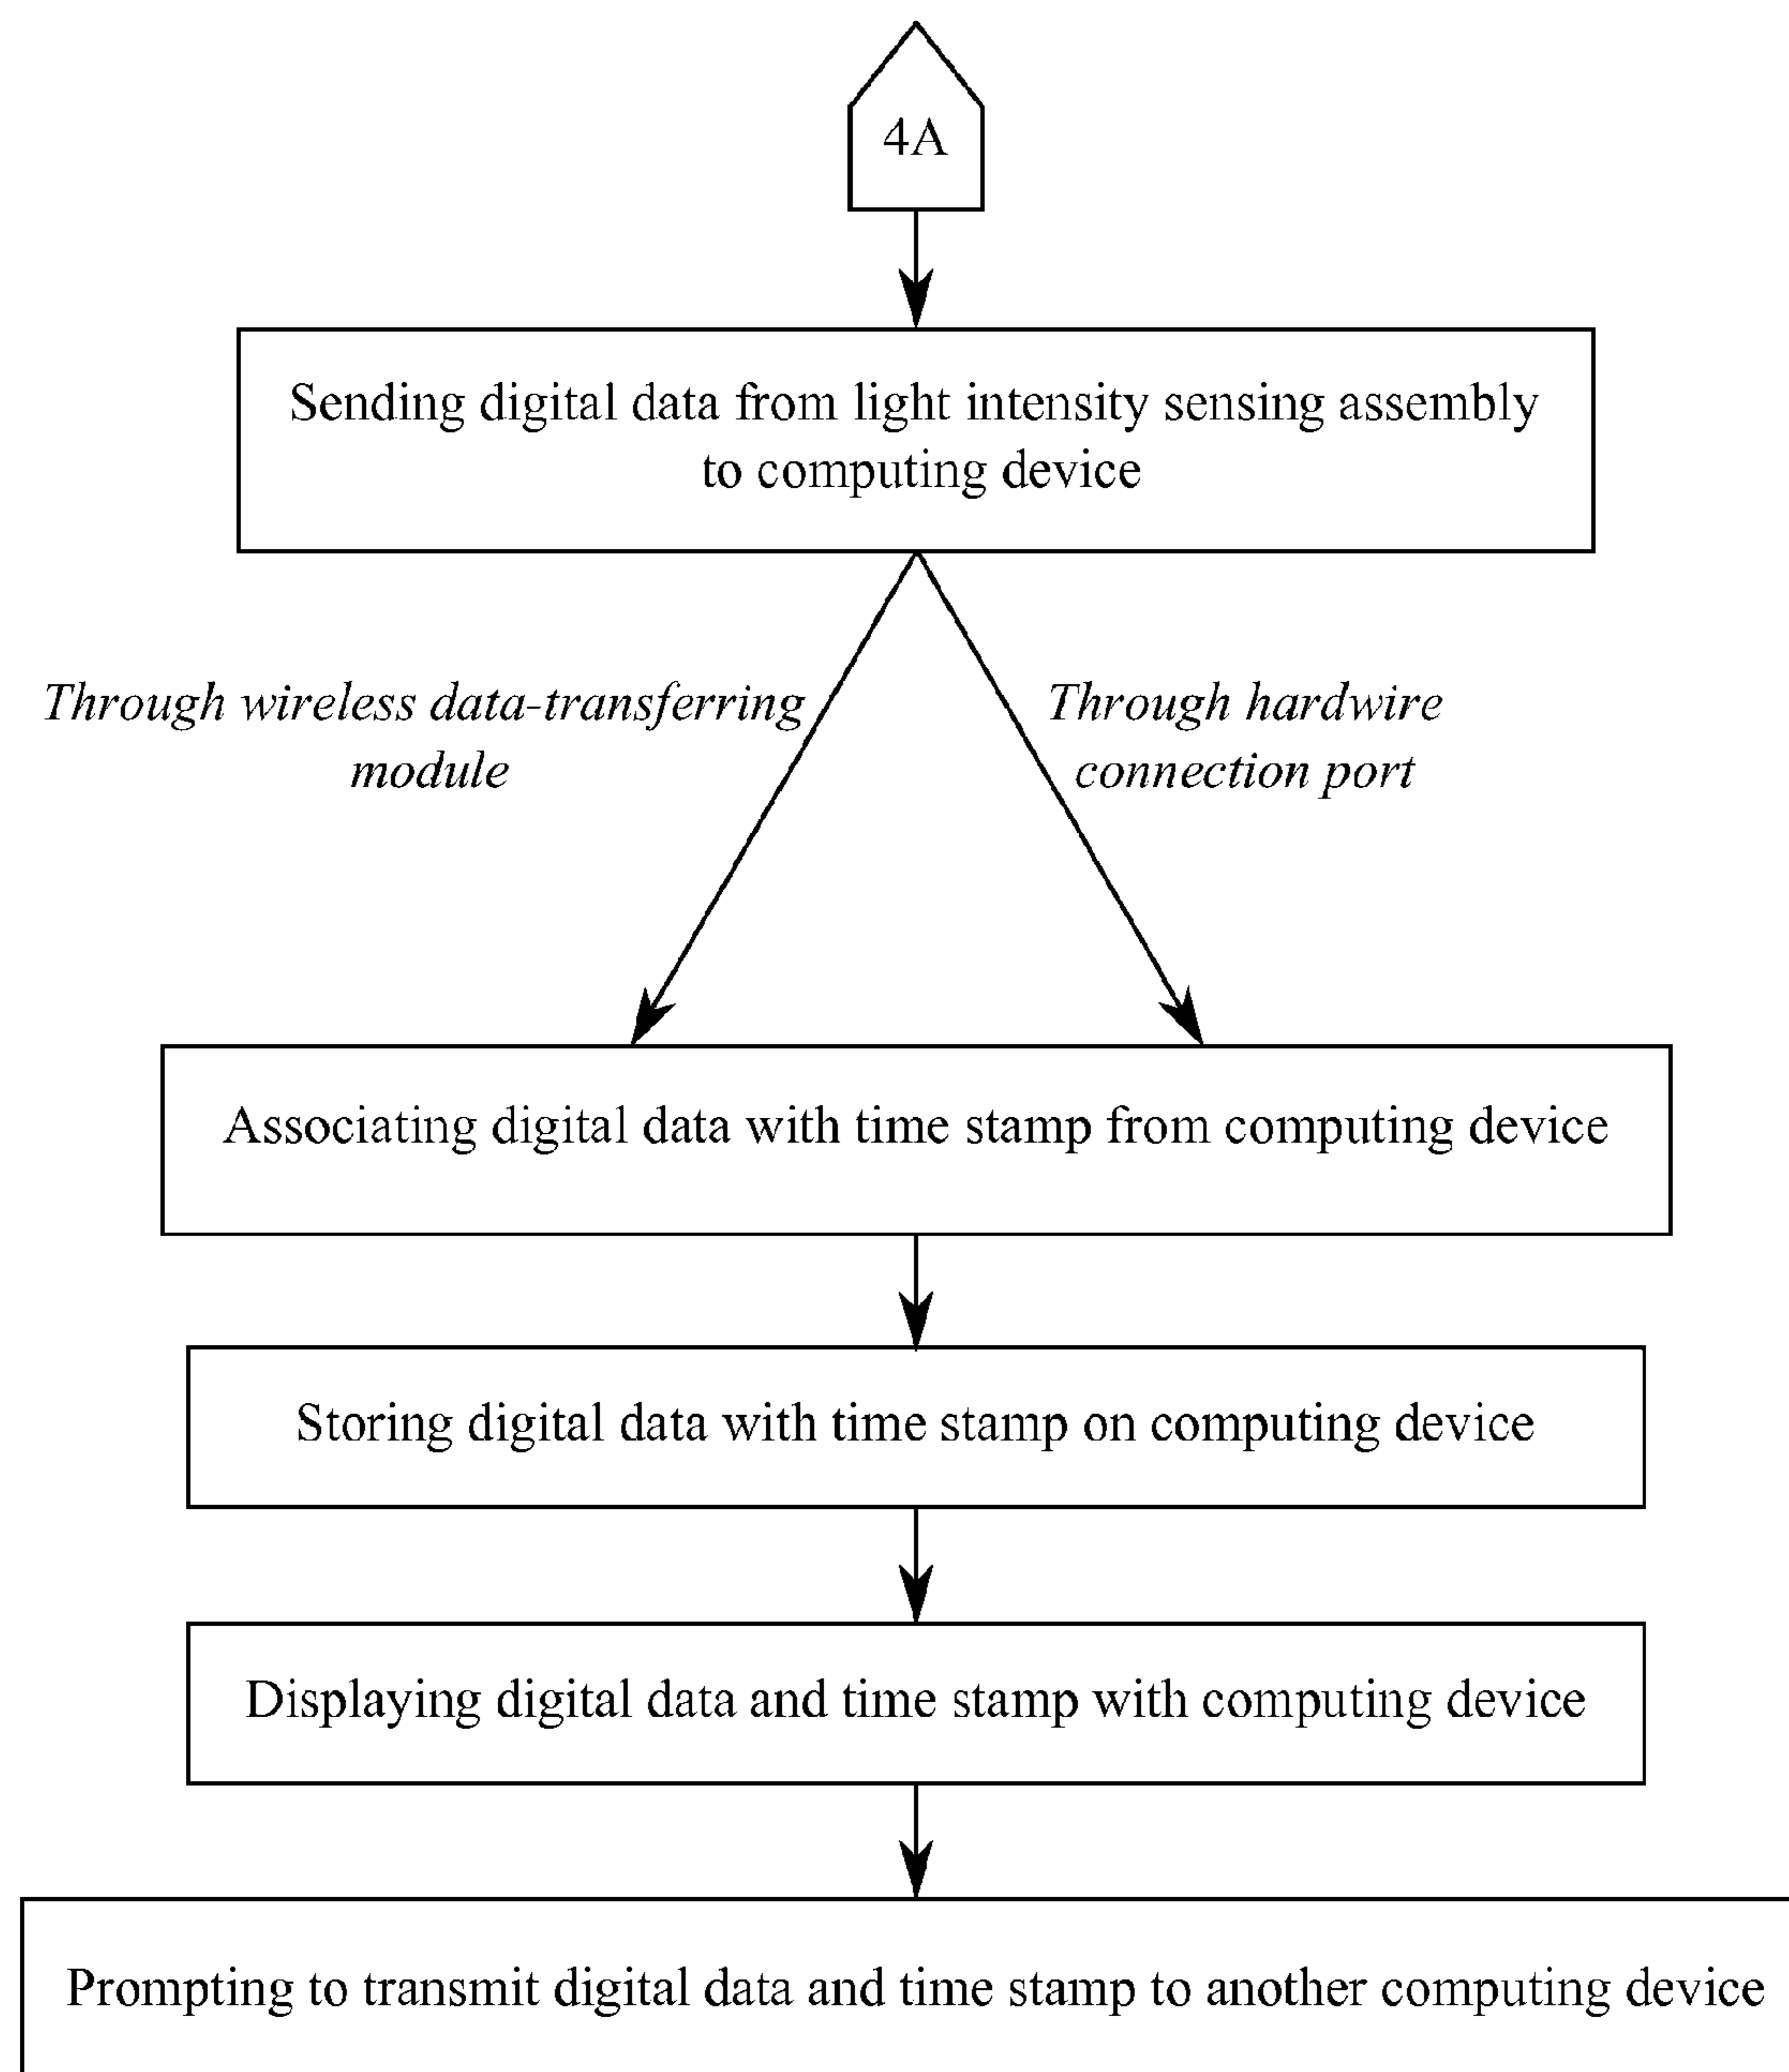 4A
Sending digital data from light intensity sensing assembly
to computing device
Through wireless data-transferring
module
Through hardwire
connection port
Associating digital data with time stamp from computing device
Storing digital data with time stamp on computing device
Displaying digital data and time stamp with computing device
Prompting to transmit digital data and time stamp to another computing device